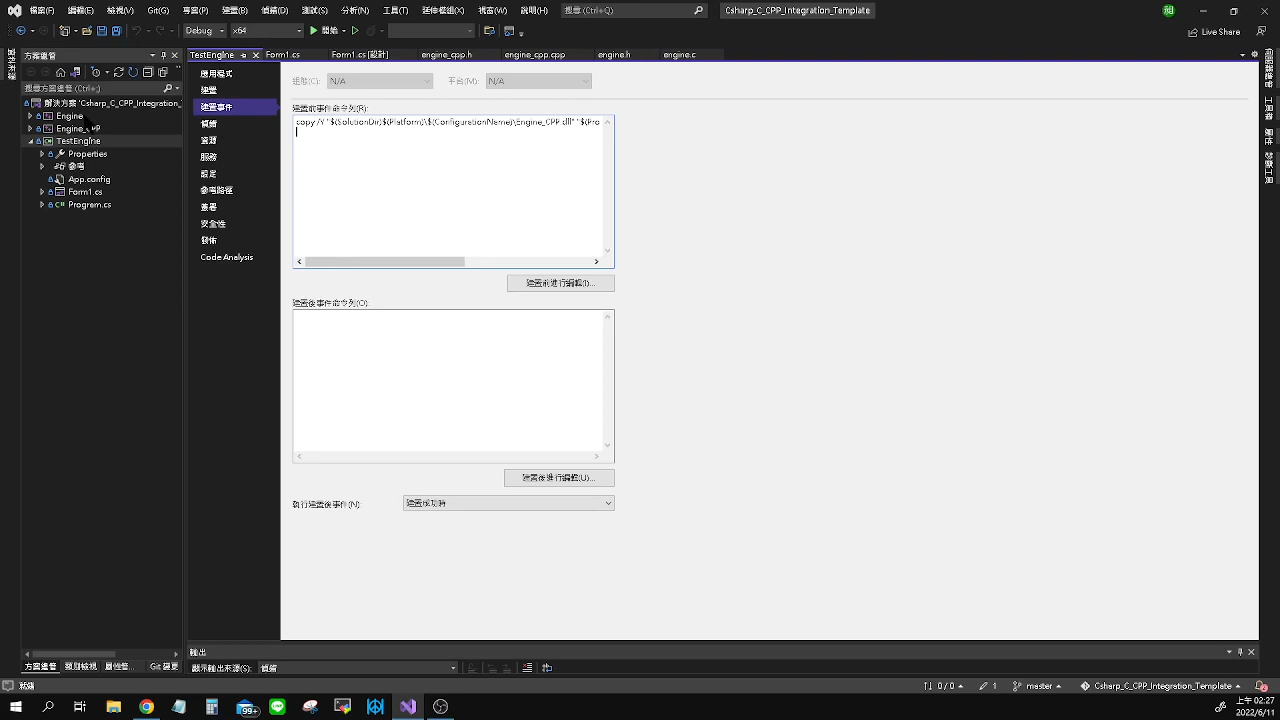 檔案(F) 編輯(E) 檢視(V) Git(G) 專案(P) 建置(B) 偵錯(D) 測試(S) 分析(N) 工具(T) 延伸模組(X) 視窗(W) 說明(H) 搜尋 (Ctrl+Q) Csharp_C_CPP_Integration_Template
Debug x64 開始 Live Share
方案總管
TestEngine Form1.cs Form1.cs [設計] engine_cpp.h engine_cpp.cpp engine.h engine.c
搜尋方案總管 (Ctrl+;)
解決方案 'Csharp_C_CPP_Integration_
Engine
TestEngine
Properties
參考
App.config
Form1.cs
Program.cs
應用程式
建置
建置事件
偵錯
資源
服務
設定
參考路徑
簽署
安全性
發佈
Code Analysis
組態(C): N/A 平台(M): N/A
建置前事件命令列(R):
copy /Y "$(SolutionDir)$(Platform)\$(ConfigurationName)\Engine_CPP.dll" "$(Pro
建置前進行編輯(I)...
建置後事件命令列(O):
建置後進行編輯(U)...
執行建置後事件(N): 建置成功時
輸出
方案總管 類別檢視 屬性管... Git 變更 顯示輸出來源(S): 偵錯
就緒 0 / 0 1 master Csharp_C_CPP_Integration_Template
99+
上午 02:27
2022/6/11